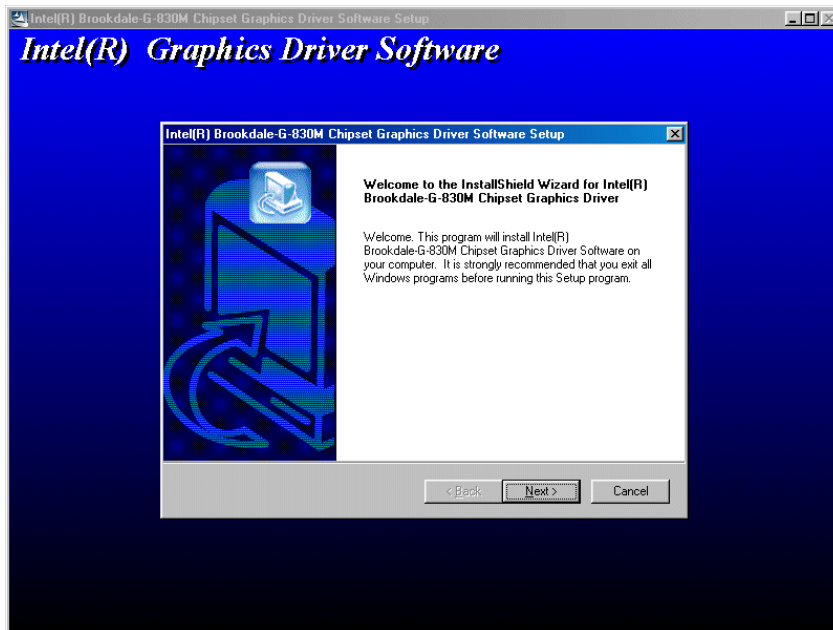 Intel(R) Brookdale-G-830M Chipset Graphics Driver Software Setup
Intel(R) Graphics Driver Software
Intel(R) Brookdale-G-830M Chipset Graphics Driver Software Setup
Welcome to the InstallShield Wizard for Intel(R)
Brookdale-G-830M Chipset Graphics Driver
Welcome. This program will install Intel(R)
Brookdale-G-830M Chipset Graphics Driver Software on
your computer. It is strongly recommended that you exit all
Windows programs before running this Setup program.
< Back Next > Cancel